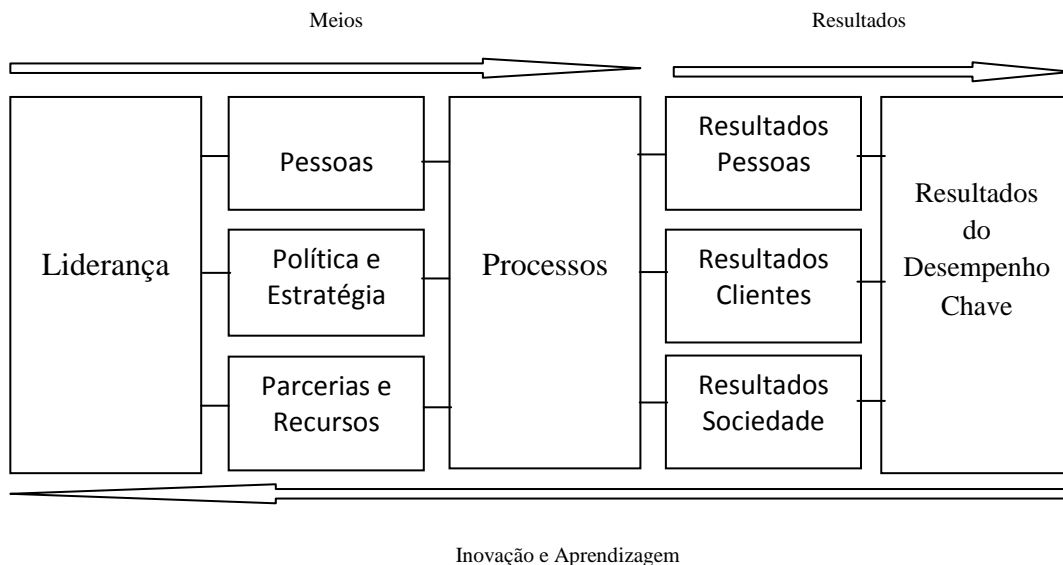 Meios
Resultados
Liderança
Pessoas
Política e
Estratégia
Parcerias e
Recursos
Processos
Resultados
Pessoas
Resultados
Clientes
Resultados
Sociedade
Resultados
do
Desempenho
Chave
Inovação e Aprendizagem